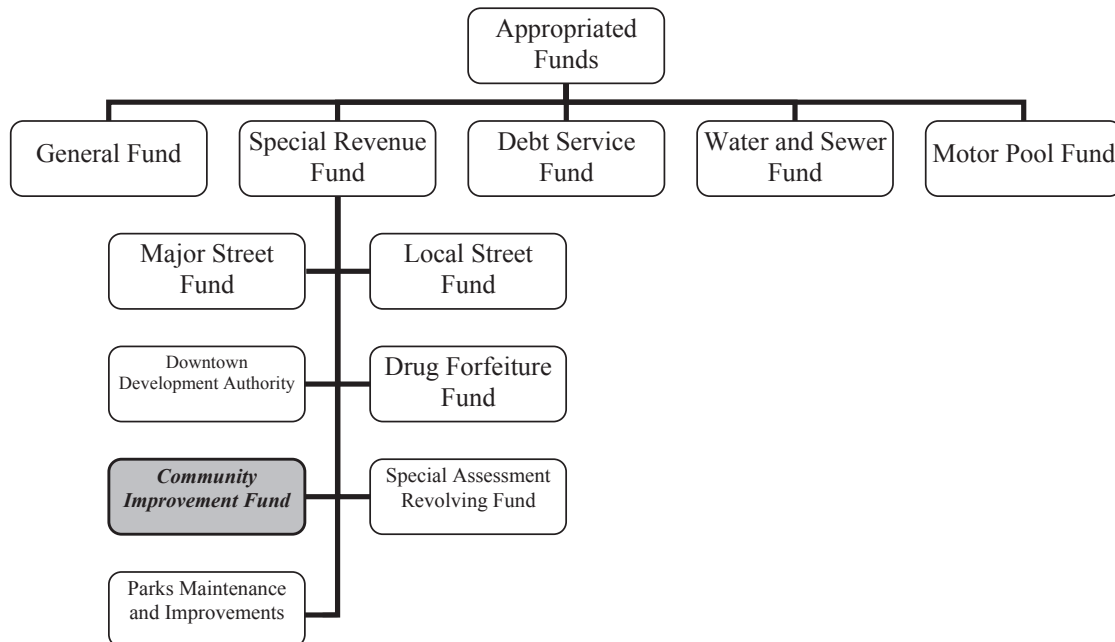 Appropriated
Funds
General Fund
Special Revenue
Fund
Debt Service
Fund
Water and Sewer
Fund
Motor Pool Fund
Major Street
Fund
Local Street
Fund
Downtown
Development Authority
Drug Forfeiture
Fund
Community
Improvement Fund
Special Assessment
Revolving Fund
Parks Maintenance
and Improvements